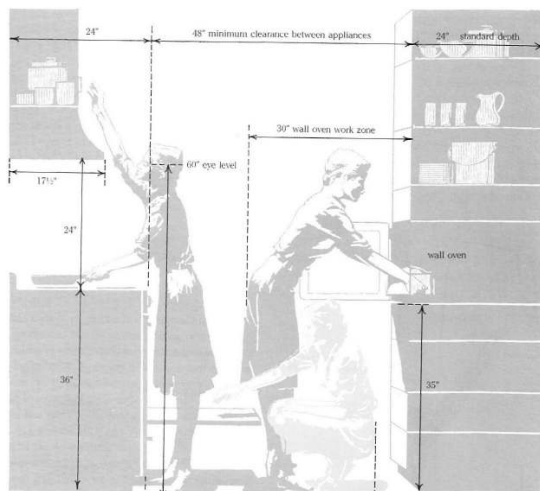 24"
48" minimum clearance between appliances
24" standard depth
30" wall oven work zone
60" eye level
17½"
24"
wall oven
36"
35"